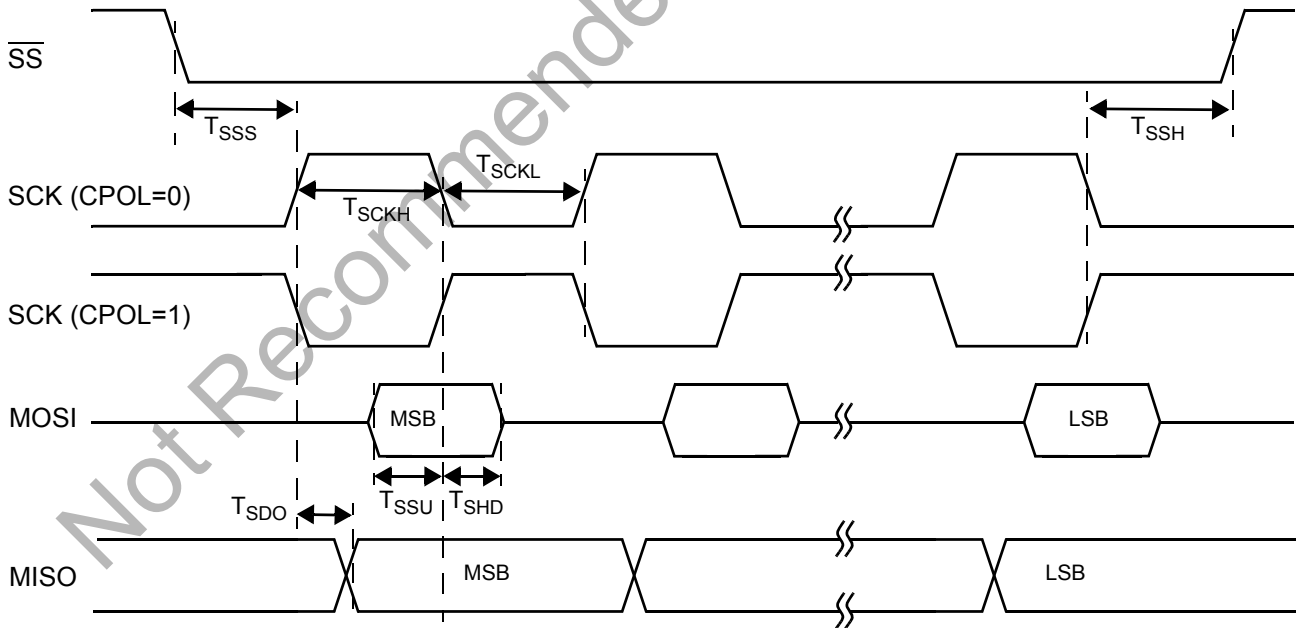 SS
TSSS
TSSH
SCK (CPOL=0)
TSCKH
TSCKL
SCK (CPOL=1)
MOSI
MSB
LSB
TSSU
TSHD
TSDO
MISO
MSB
LSB
Not Recommende